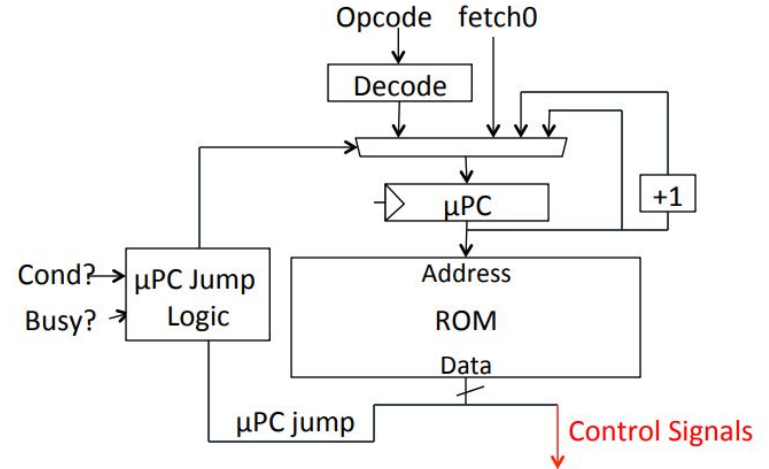 Opcode fetch0
Decode
+1
µPC
Cond?
µPC Jump
Logic
Busy?
Address
ROM
Data
µPC jump
Control Signals